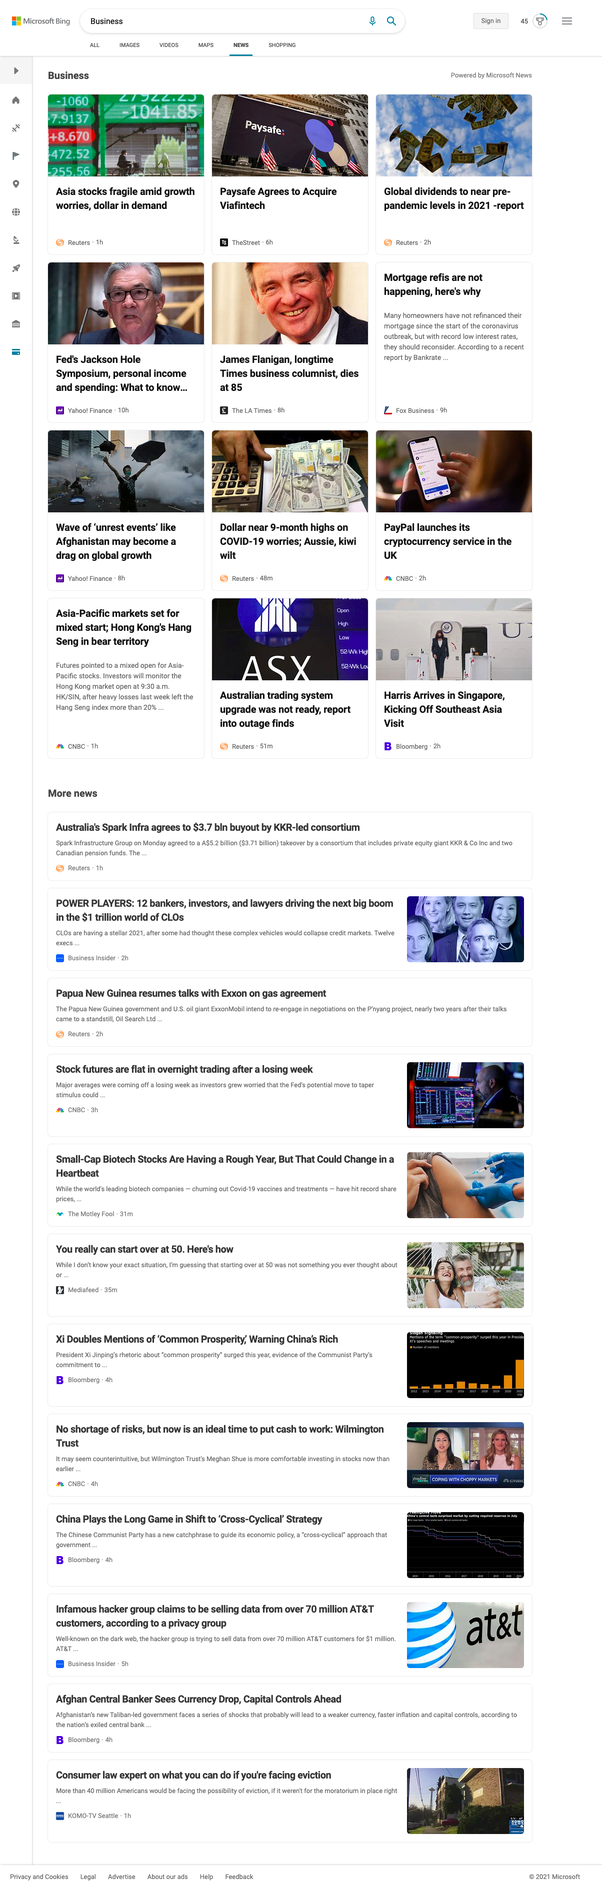 Microsoft Bing
Business
Sign in
45
ALL
IMAGES
VIDEOS
MAPS
NEWS
SHOPPING
Business
Powered by Microsoft News
-1060
27922.25
-7.9137
-1041.85
+8.670
-472.52
-255.56
Paysafe:
Asia stocks fragile amid growth
worries, dollar in demand
Reuters · 1h
Paysafe Agrees to Acquire
Viafintech
TheStreet · 6h
Global dividends to near pre-
pandemic levels in 2021 -report
Reuters · 2h
Fed's Jackson Hole
Symposium, personal income
and spending: What to know...
Yahoo! Finance · 10h
James Flanigan, longtime
Times business columnist, dies
at 85
The LA Times · 8h
Mortgage refis are not
happening, here's why
Many homeowners have not refinanced their
mortgage since the start of the coronavirus
outbreak, but with record low interest rates,
they should reconsider. According to a recent
report by Bankrate ...
Fox Business · 9h
Wave of ‘unrest events’ like
Afghanistan may become a
drag on global growth
Yahoo! Finance · 8h
Dollar near 9-month highs on
COVID-19 worries; Aussie, kiwi
wilt
Reuters · 48m
PayPal launches its
cryptocurrency service in the
UK
CNBC · 2h
Asia-Pacific markets set for
mixed start; Hong Kong's Hang
Seng in bear territory
Futures pointed to a mixed open for Asia-
Pacific stocks. Investors will monitor the
Hong Kong market open at 9:30 a.m.
HK/SIN, after heavy losses last week left the
Hang Seng index more than 20% ...
CNBC · 1h
ASX
Open
High
Low
52-Wk High
52-Wk L
Australian trading system
upgrade was not ready, report
into outage finds
Reuters · 51m
U
Harris Arrives in Singapore,
Kicking Off Southeast Asia
Visit
Bloomberg · 2h
More news
Australia's Spark Infra agrees to $3.7 bln buyout by KKR-led consortium
Spark Infrastructure Group on Monday agreed to a A$5.2 billion ($3.71 billion) takeover by a consortium that includes private equity giant KKR & Co Inc and two
Canadian pension funds. The ...
Reuters · 1h
POWER PLAYERS: 12 bankers, investors, and lawyers driving the next big boom
in the $1 trillion world of CLOs
CLOs are having a stellar 2021, after some had thought these complex vehicles would collapse credit markets. Twelve
execs ...
Business Insider · 2h
Papua New Guinea resumes talks with Exxon on gas agreement
The Papua New Guinea government and U.S. oil giant ExxonMobil intend to re-engage in negotiations on the P'nyang project, nearly two years after their talks
came to a standstill, Oil Search Ltd ...
Reuters · 2h
Stock futures are flat in overnight trading after a losing week
Major averages were coming off a losing week as investors grew worried that the Fed's potential move to taper
stimulus could ...
CNBC · 3h
Small-Cap Biotech Stocks Are Having a Rough Year, But That Could Change in a
Heartbeat
While the world's leading biotech companies — churning out Covid-19 vaccines and treatments — have hit record share
prices, ...
The Motley Fool · 31m
You really can start over at 50. Here's how
While I don't know your exact situation, I'm guessing that starting over at 50 was not something you ever thought about
or ...
Mediafeed · 35m
Xi Doubles Mentions of ‘Common Prosperity,’ Warning China's Rich
President Xi Jinping's rhetoric about “common prosperity” surged this year, evidence of the Communist Party's
commitment to ...
Bloomberg · 4h
No shortage of risks, but now is an ideal time to put cash to work: Wilmington
Trust
It may seem counterintuitive, but Wilmington Trust's Meghan Shue is more comfortable investing in stocks now than
earlier ...
CNBC · 4h
COPING WITH CHOPPY MARKETS
China Plays the Long Game in Shift to ‘Cross-Cyclical’ Strategy
The Chinese Communist Party has a new catchphrase to guide its economic policy, a “cross-cyclical” approach that
government ...
Bloomberg · 4h
Infamous hacker group claims to be selling data from over 70 million AT&T
customers, according to a privacy group
Well-known on the dark web, the hacker group is trying to sell data from over 70 million AT&T customers for $1 million.
AT&T ...
Business Insider · 5h
at&t
Afghan Central Banker Sees Currency Drop, Capital Controls Ahead
Afghanistan's new Taliban-led government faces a series of shocks that probably will lead to a weaker currency, faster inflation and capital controls, according to
the nation's exiled central bank ...
Bloomberg · 4h
Consumer law expert on what you can do if you're facing eviction
More than 40 million Americans would be facing the possibility of eviction, if it weren't for the moratorium in place right
...
KOMO-TV Seattle · 1h
Privacy and Cookies
Legal
Advertise
About our ads
Help
Feedback
© 2021 Microsoft